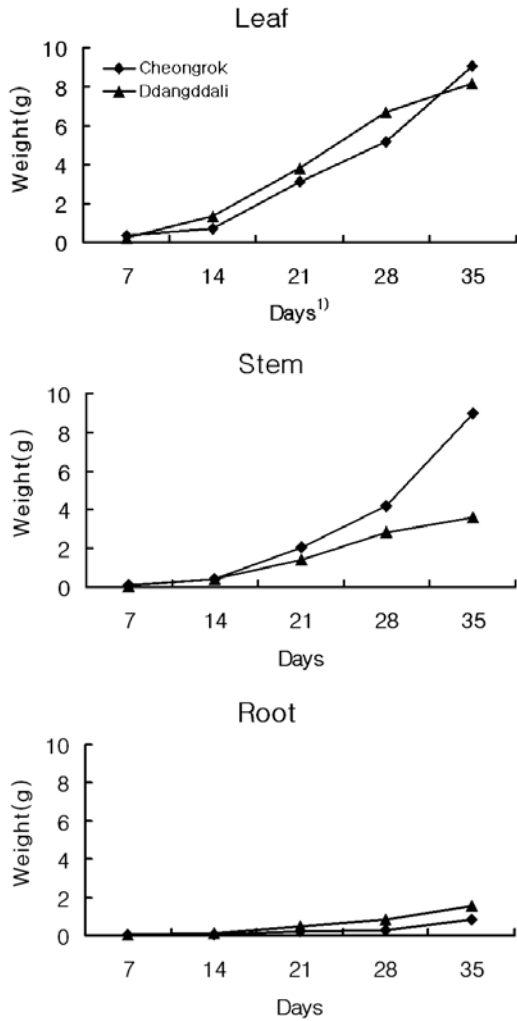 Leaf
10
8
6
4
2
0
Weight(g)
Cheongrok
Ddangddali
7 14 21 28 35
Days1)
Stem
10
8
6
4
2
0
Weight(g)
7 14 21 28 35
Days
Root
10
8
6
4
2
0
Weight(g)
7 14 21 28 35
Days